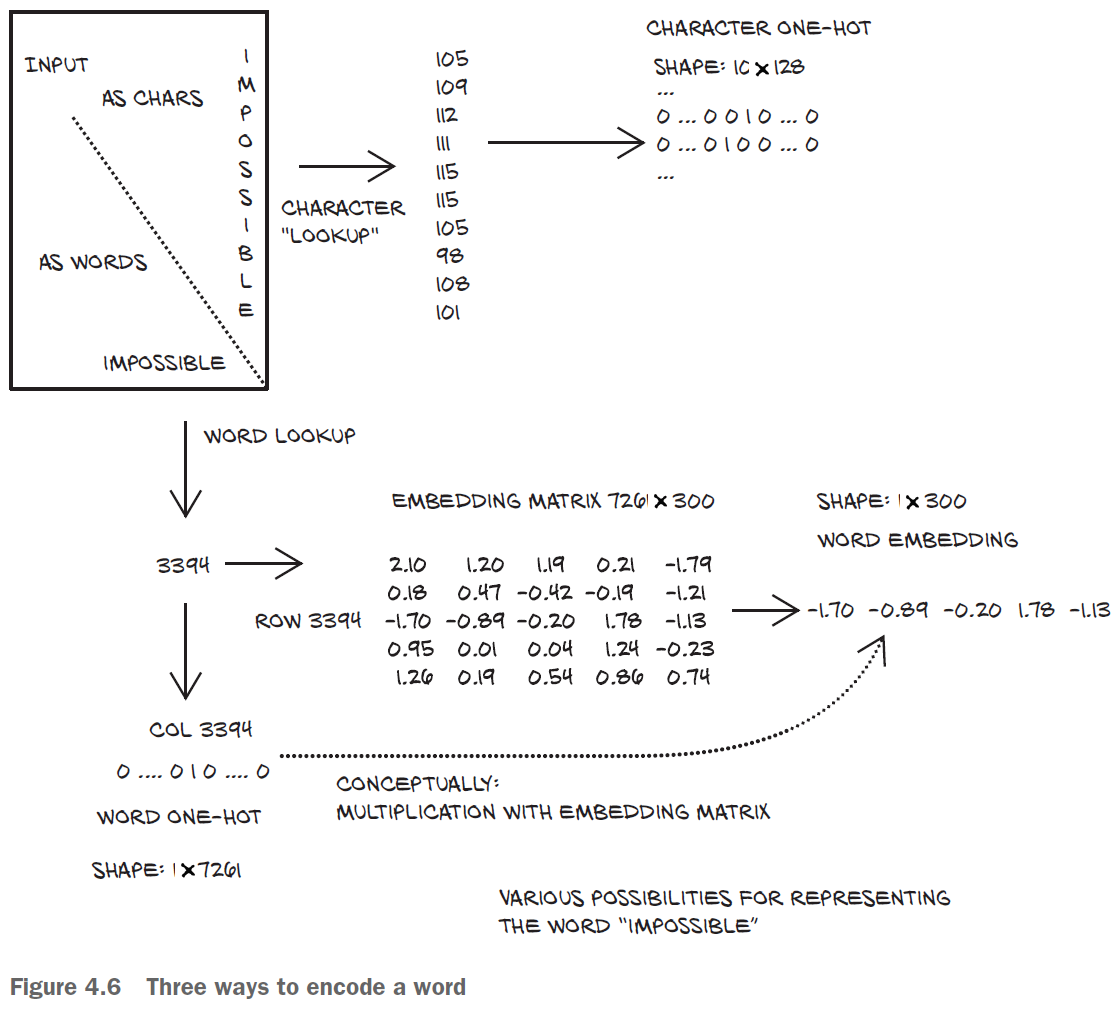 INPUT
AS CHARS
I
M
P
O
S
S
I
B
L
E
AS WORDS
IMPOSSIBLE
CHARACTER
"LOOKUP"
105
109
112
111
115
115
105
98
108
101
CHARACTER ONE-HOT
SHAPE: 10 × 128
...
0 ... 0 0 1 0 ... 0
0 ... 0 1 0 0 ... 0
...
WORD LOOKUP
3394
EMBEDDING MATRIX 7261 × 300
2.10 1.20 1.19 0.21 -1.79
0.18 0.47 -0.42 -0.19 -1.21
ROW 3394 -1.70 -0.89 -0.20 1.78 -1.13
0.95 0.01 0.04 1.24 -0.23
1.26 0.19 0.54 0.86 0.74
SHAPE: 1 × 300
WORD EMBEDDING
-1.70 -0.89 -0.20 1.78 -1.13
COL 3394
0 .... 0 1 0 .... 0
WORD ONE-HOT
SHAPE: 1 × 7261
CONCEPTUALLY:
MULTIPLICATION WITH EMBEDDING MATRIX
VARIOUS POSSIBILITIES FOR REPRESENTING
THE WORD "IMPOSSIBLE"
Figure 4.6 Three ways to encode a word